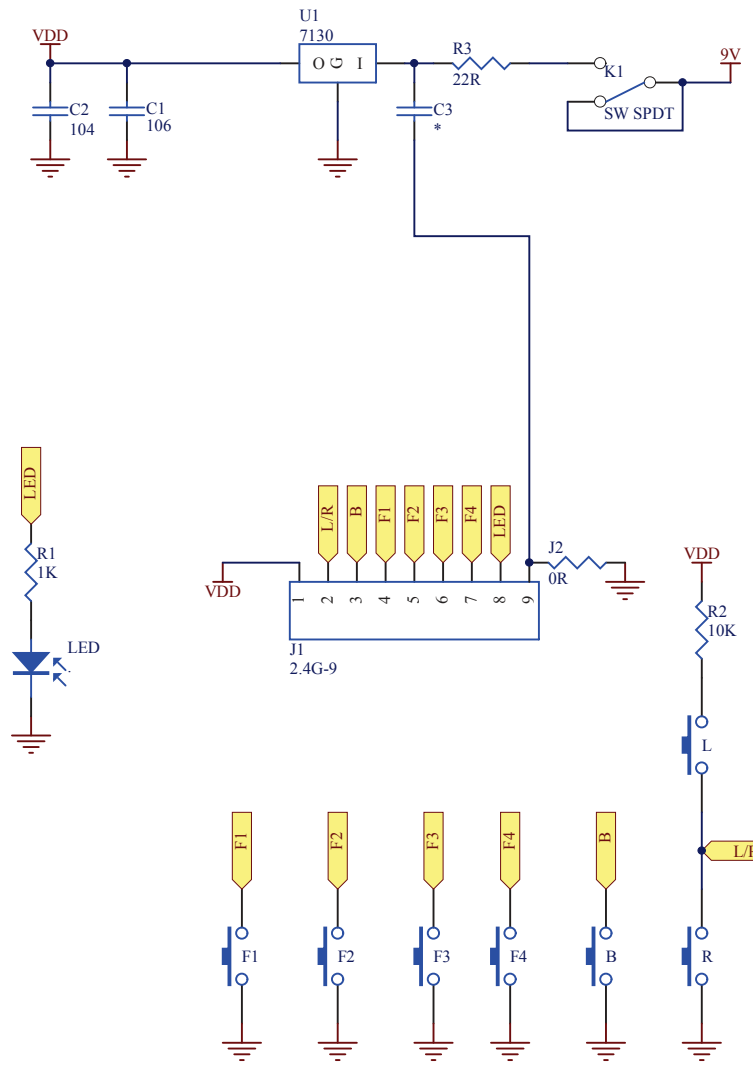 U1
7130
VDD
O G I
R3
22R
K1
SW SPDT
9V
C2
104
C1
106
C3
*
LED
R1
1K
LED
L/R
B
F1
F2
F3
F4
LED
VDD
1
2
3
4
5
6
7
8
9
J1
2.4G-9
J2
0R
VDD
R2
10K
L
F1
F2
F3
F4
B
F1
F2
F3
F4
B
R